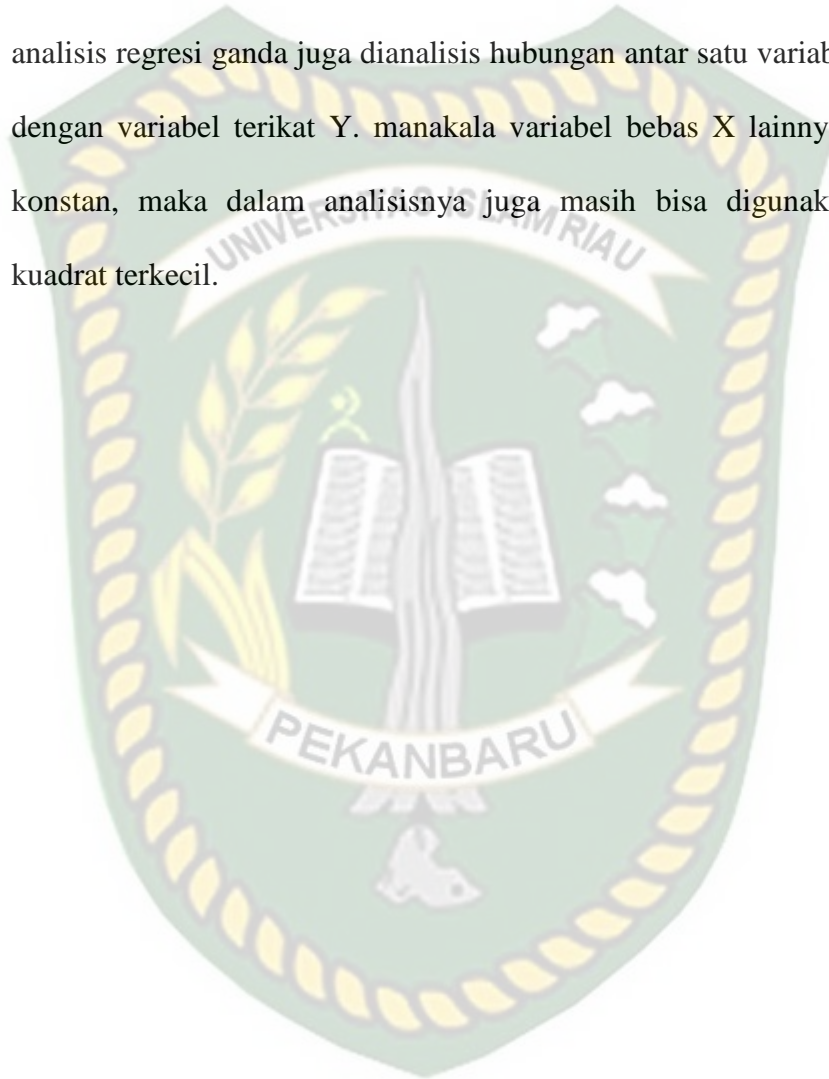 analisis regresi ganda juga dianalisis hubungan antar satu variab
dengan variabel terikat Y. manakala variabel bebas X lainny
konstan, maka dalam analisisnya juga masih bisa digunak
kuadrat terkecil.
UNIVERSITAS ISLAM RIAU
PEKANBARU